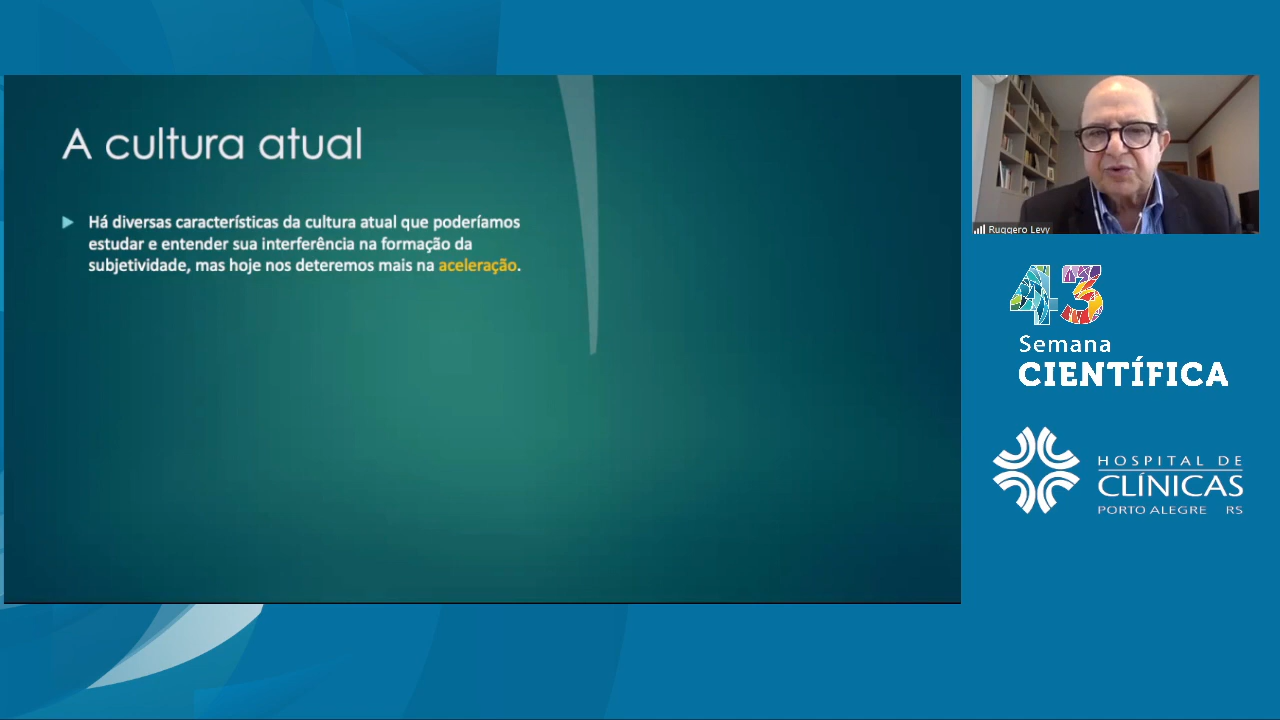 A cultura atual
Há diversas características da cultura atual que poderíamos
estudar e entender sua interferência na formação da
subjetividade, mas hoje nos deteremos mais na aceleração.
Ruggero Levy
43
Semana
CIENTÍFICA
HOSPITAL DE
CLÍNICAS
PORTO ALEGRE RS